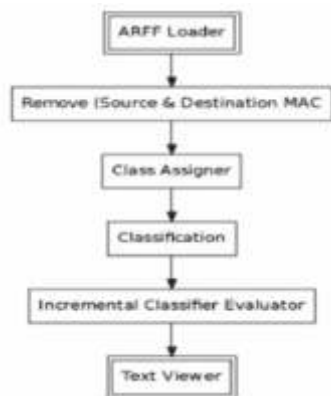 ARFF Loader
Remove (Source & Destination MAC
Class Assigner
Classification
Incremental Classifier Evaluator
Text Viewer